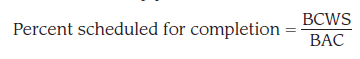 Percent scheduled for completion = BCWS
BAC